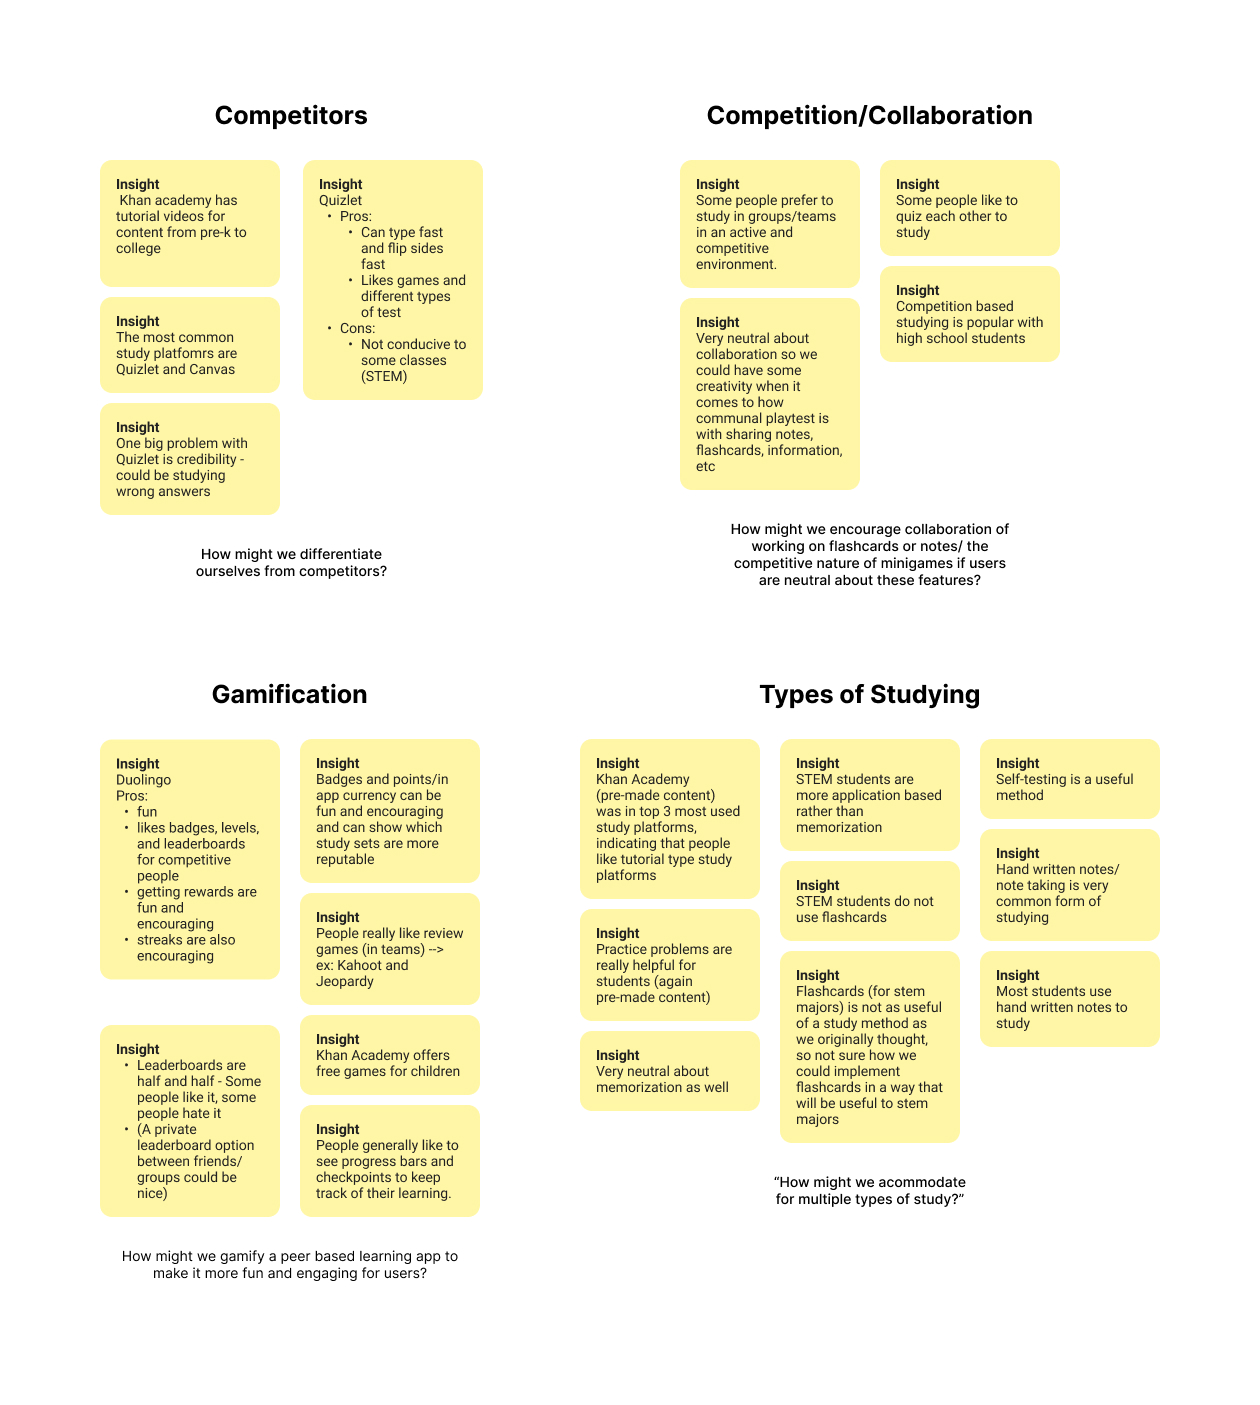 Competitors
Insight
Khan academy has
tutorial videos for
content from pre-k to
college
Insight
The most common
study platfomrs are
Quizlet and Canvas
Insight
One big problem with
Quizlet is credibility -
could be studying
wrong answers
Insight
Quizlet
• Pros:
• Can type fast
and flip sides
fast
• Likes games and
different types
of test
• Cons:
• Not conducive to
some classes
(STEM)
How might we differentiate
ourselves from competitors?
Competition/Collaboration
Insight
Some people prefer to
study in groups/teams
in an active and
competitive
environment.
Insight
Very neutral about
collaboration so we
could have some
creativity when it
comes to how
communal playtest is
with sharing notes,
flashcards, information,
etc
Insight
Some people like to
quiz each other to
study
Insight
Competition based
studying is popular with
high school students
How might we encourage collaboration of
working on flashcards or notes/ the
competitive nature of minigames if users
are neutral about these features?
Gamification
Insight
Duolingo
Pros:
• fun
• likes badges, levels,
and leaderboards
for competitive
people
• getting rewards are
fun and
encouraging
• streaks are also
encouraging
Insight
• Leaderboards are
half and half - Some
people like it, some
people hate it
• (A private
leaderboard option
between friends/
groups could be
nice)
Insight
Badges and points/in
app currency can be
fun and encouraging
and can show which
study sets are more
reputable
Insight
People really like review
games (in teams) -->
ex: Kahoot and
Jeopardy
Insight
Khan Academy offers
free games for children
Insight
People generally like to
see progress bars and
checkpoints to keep
track of their learning.
How might we gamify a peer based learning app to
make it more fun and engaging for users?
Types of Studying
Insight
Khan Academy
(pre-made content)
was in top 3 most used
study platforms,
indicating that people
like tutorial type study
platforms
Insight
Practice problems are
really helpful for
students (again
pre-made content)
Insight
Very neutral about
memorization as well
Insight
STEM students are
more application based
rather than
memorization
Insight
STEM students do not
use flashcards
Insight
Flashcards (for stem
majors) is not as useful
of a study method as
we originally thought,
so not sure how we
could implement
flashcards in a way that
will be useful to stem
majors
Insight
Self-testing is a useful
method
Insight
Hand written notes/
note taking is very
common form of
studying
Insight
Most students use
hand written notes to
study
“How might we acommodate
for multiple types of study?”